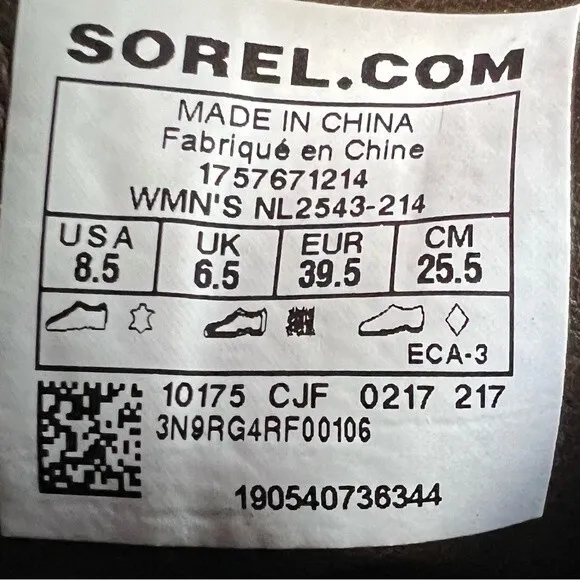 SOREL.COM
MADE IN CHINA
Fabriqué en Chine
1757671214
WMN'S NL2543-214
USA UK EUR CM
8.5 6.5 39.5 25.5
ECA-3
10175 CJF 0217 217
3N9RG4RF00106
190540736344